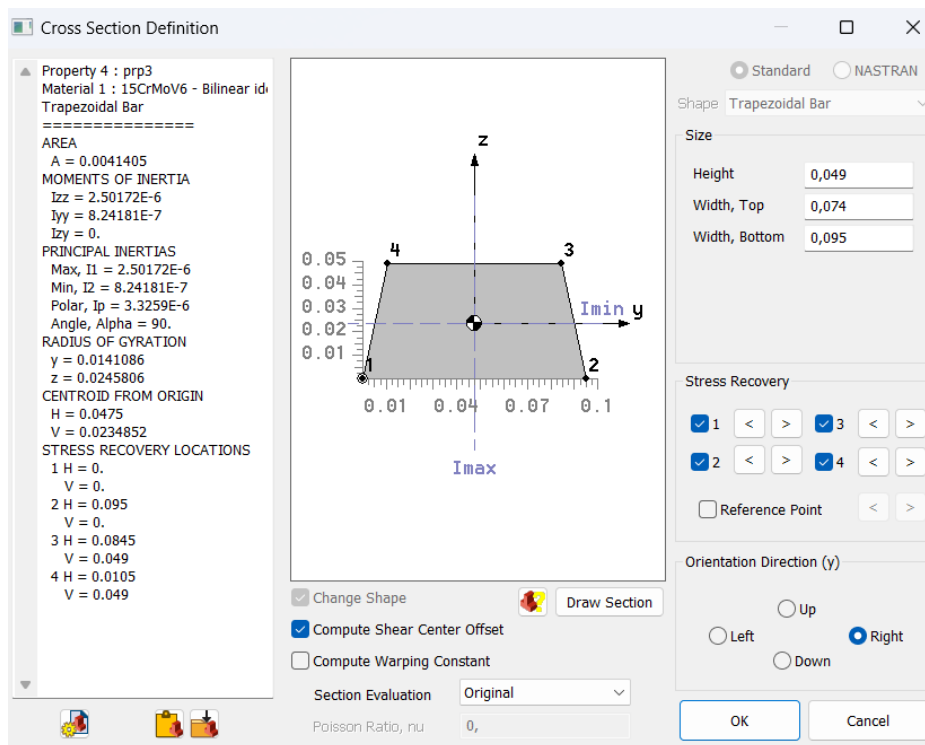 Cross Section Definition
Property 4 : prp3
Material 1 : 15CrMoV6 - Bilinear ide
Trapezoidal Bar
===============
AREA
A = 0.0041405
MOMENTS OF INERTIA
Izz = 2.50172E-6
Iyy = 8.24181E-7
Izy = 0.
PRINCIPAL INERTIAS
Max, I1 = 2.50172E-6
Min, I2 = 8.24181E-7
Polar, Ip = 3.3259E-6
Angle, Alpha = 90.
RADIUS OF GYRATION
y = 0.0141086
z = 0.0245806
CENTROID FROM ORIGIN
H = 0.0475
V = 0.0234852
STRESS RECOVERY LOCATIONS
1 H = 0.
V = 0.
2 H = 0.095
V = 0.
3 H = 0.0845
V = 0.049
4 H = 0.0105
V = 0.049
z
4
3
0.05
0.04
0.03
0.02
0.01
Imin y
1
2
0.01 0.04 0.07 0.1
Imax
Change Shape
Draw Section
Compute Shear Center Offset
Compute Warping Constant
Section Evaluation Original
Poisson Ratio, nu 0,
Standard NASTRAN
Shape Trapezoidal Bar
Size
Height 0,049
Width, Top 0,074
Width, Bottom 0,095
Stress Recovery
1 < > 3 < >
2 < > 4 < >
Reference Point < >
Orientation Direction (y)
Up
Left Right
Down
OK Cancel